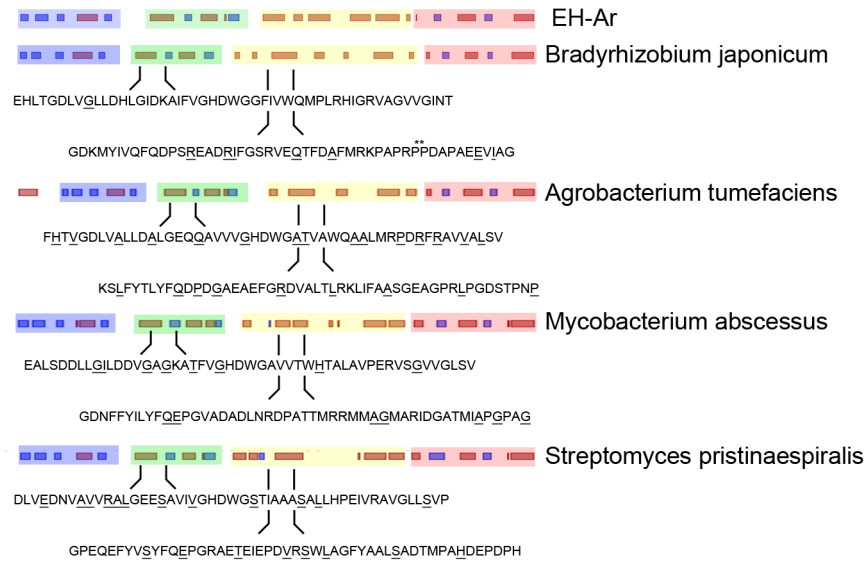 EH-Ar
Bradyrhizobium japonicum
EHLTGDLVGLLDHLGIDKAIFVGHDWGGFIVWQMPLRHIGRVAGVVGINT
**
GDKMYIVQFQDPSREADRIFGSRVEQTFDAFMRKPAPRPPDAPAEEVIAG
Agrobacterium tumefaciens
FHTVGDLVALLDALGEQQAVVVGHDWGATVAWQAALMRPDRFRAVVALSV
KSLFYTLYFQDPDGAEAEFGRDVALTLRKLIFAASGEAGPRLPGDSTPNP
Mycobacterium abscessus
EALSDDLLGILDDVGAGKATFVGHDWGAVVTWHTALAVPERVSGVVGLSV
GDNFFYILYFQEPGVADADLNRDPATTMRRMMAGMARIDGATMIAPGPAG
Streptomyces pristinaespiralis
DLVEDNVAVVRALGEESAVIVGHDWGSTIAAASALLHPEIVRAVGLLSVP
GPEQEFYVSYFQEPGRAETEIEPDVRSWLAGFYAALSADTMPAHDEPDPH